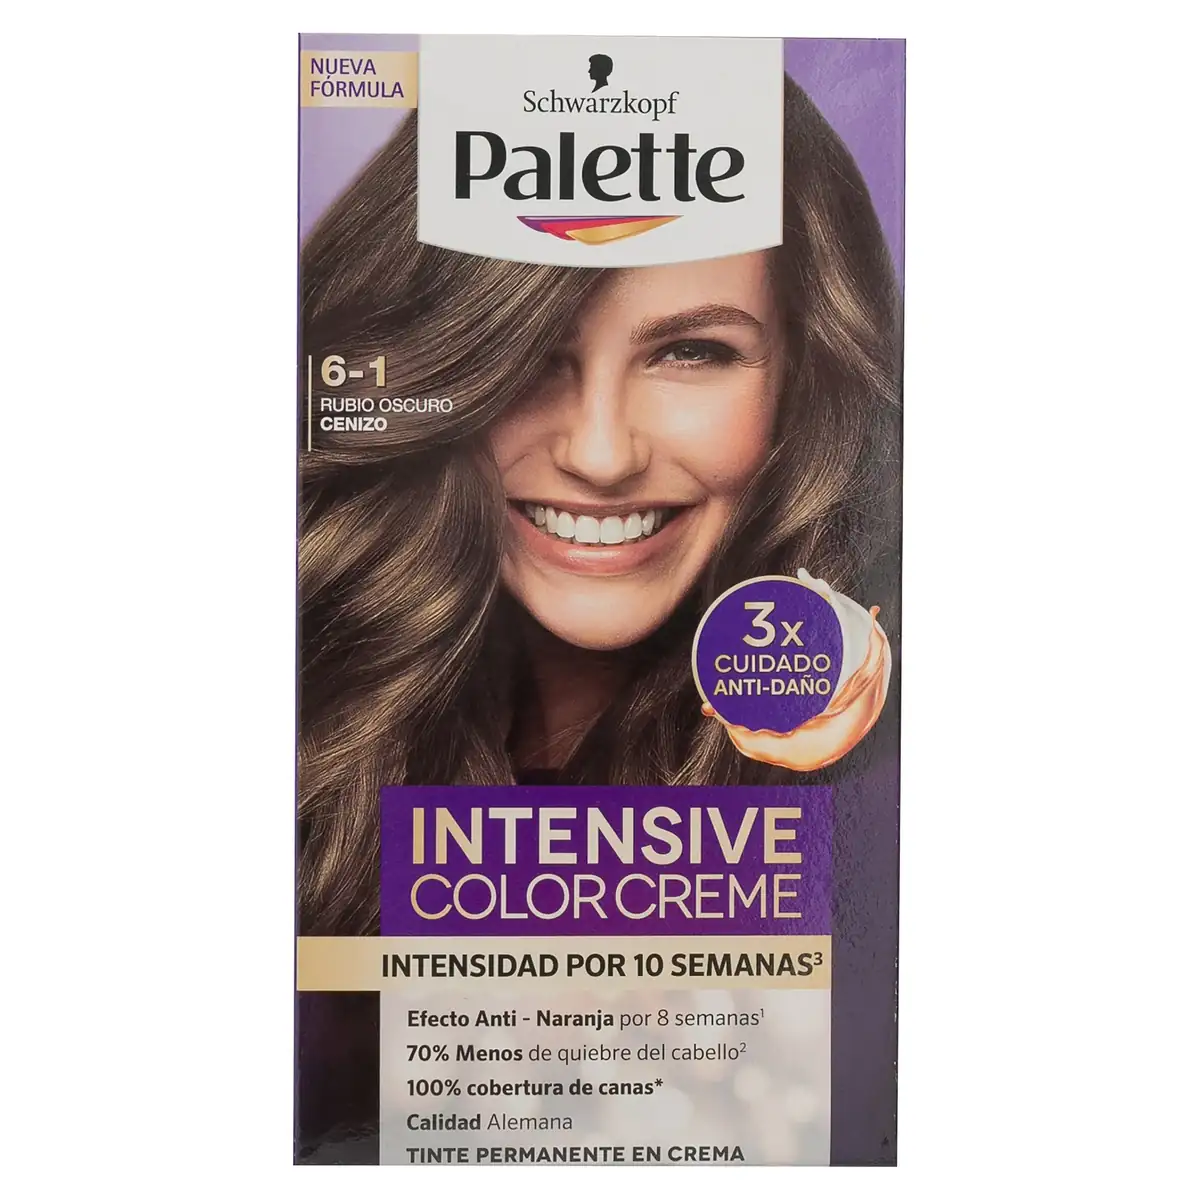 NUEVA
FÓRMULA
Schwarzkopf
Palette
6-1
RUBIO OSCURO
CENIZO
3x
CUIDADO
ANTI-DAÑO
INTENSIVE
COLOR CREME
INTENSIDAD POR 10 SEMANAS³
Efecto Anti - Naranja por 8 semanas¹
70% Menos de quiebre del cabello²
100% cobertura de canas*
Calidad Alemana
TINTE PERMANENTE EN CREMA